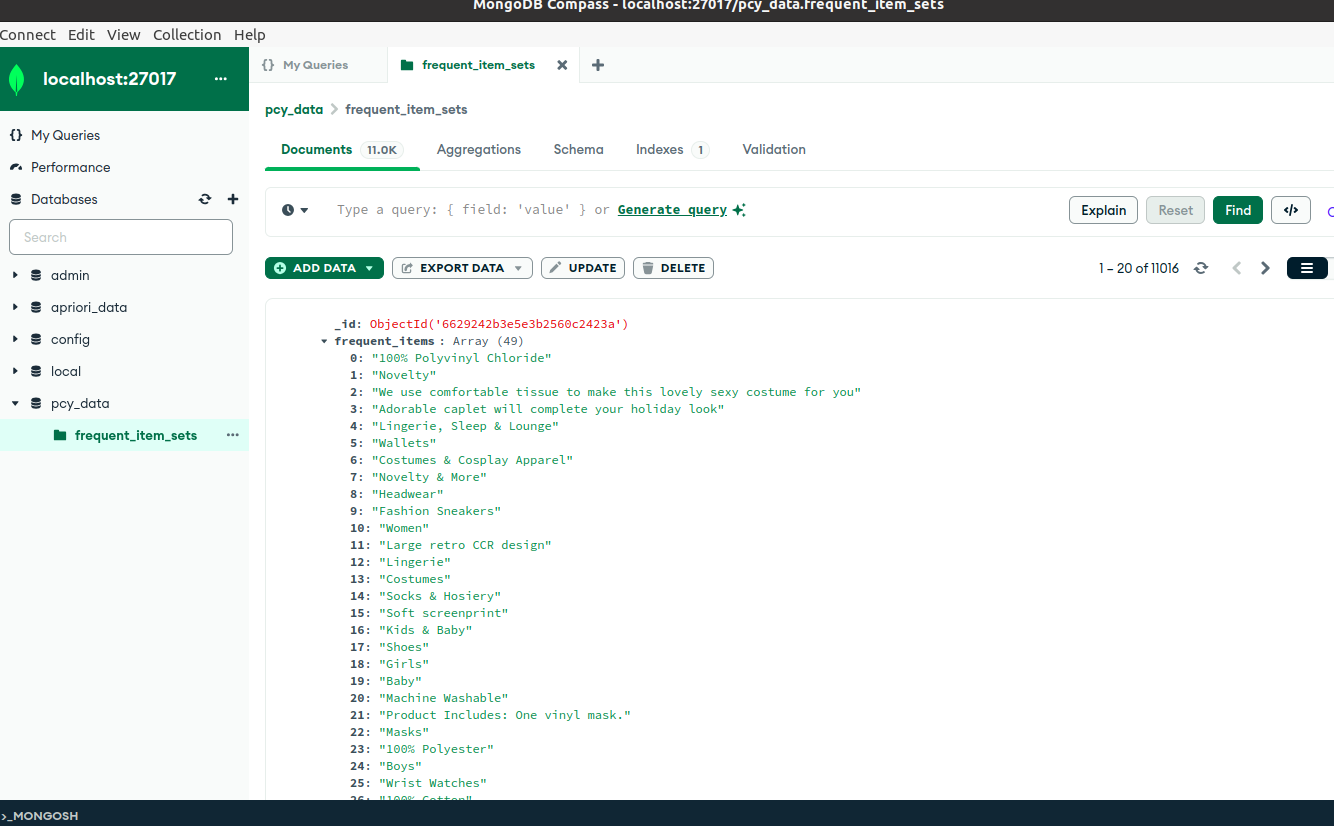 MongoDB Compass - localhost:27017/pcy_data.frequent_item_sets
Connect Edit View Collection Help
localhost:27017 ...
{} My Queries
Performance
Databases
Search
admin
apriori_data
config
local
pcy_data
frequent_item_sets ...
{} My Queries
frequent_item_sets
pcy_data > frequent_item_sets
Documents 11.0K Aggregations Schema Indexes 1 Validation
Type a query: { field: 'value' } or Generate query
Explain Reset Find </>
ADD DATA EXPORT DATA UPDATE DELETE
1 – 20 of 11016
_id: ObjectId('6629242b3e5e3b2560c2423a')
frequent_items : Array (49)
0: "100% Polyvinyl Chloride"
1: "Novelty"
2: "We use comfortable tissue to make this lovely sexy costume for you"
3: "Adorable caplet will complete your holiday look"
4: "Lingerie, Sleep & Lounge"
5: "Wallets"
6: "Costumes & Cosplay Apparel"
7: "Novelty & More"
8: "Headwear"
9: "Fashion Sneakers"
10: "Women"
11: "Large retro CCR design"
12: "Lingerie"
13: "Costumes"
14: "Socks & Hosiery"
15: "Soft screenprint"
16: "Kids & Baby"
17: "Shoes"
18: "Girls"
19: "Baby"
20: "Machine Washable"
21: "Product Includes: One vinyl mask."
22: "Masks"
23: "100% Polyester"
24: "Boys"
25: "Wrist Watches"
26: "100% Cotton"
>_MONGOSH